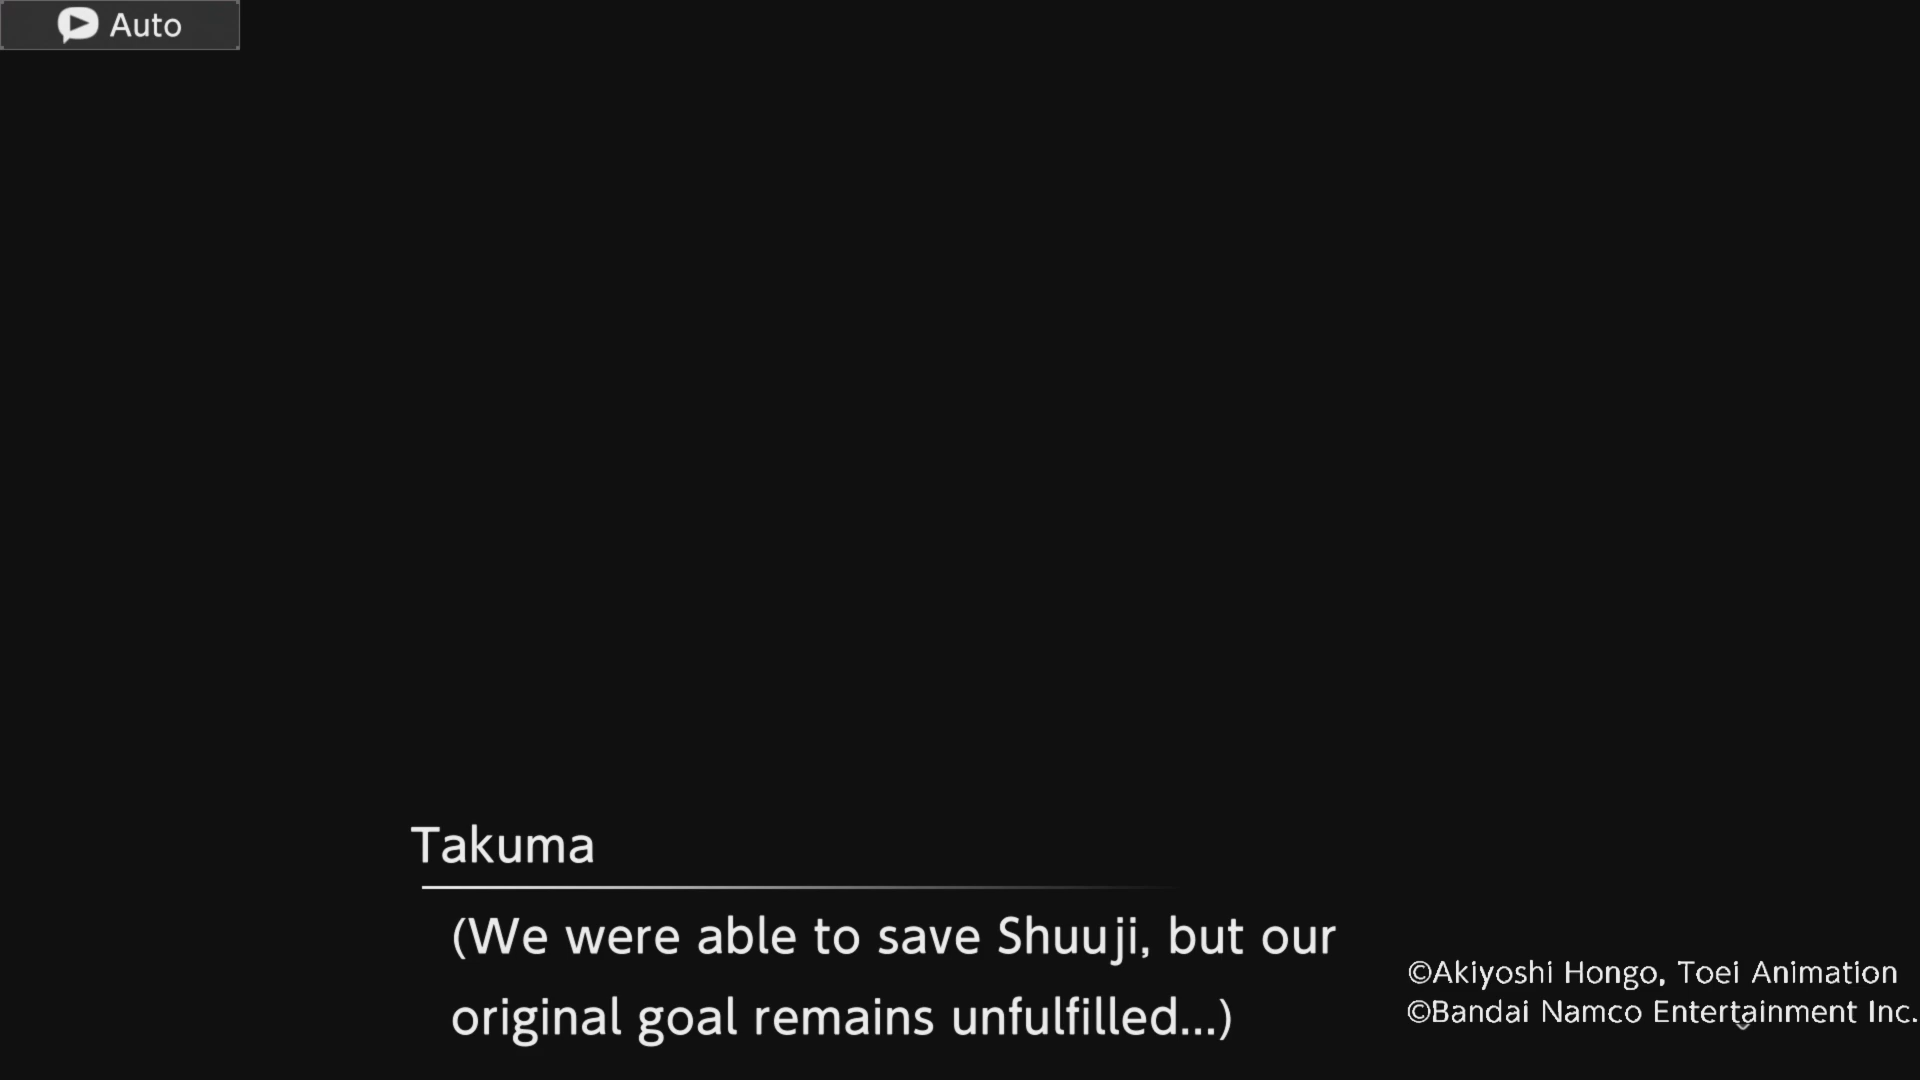 Auto
Takuma
(We were able to save Shuuji, but our
original goal remains unfulfilled...)
©Akiyoshi Hongo, Toei Animation
©Bandai Namco Entertainment Inc.